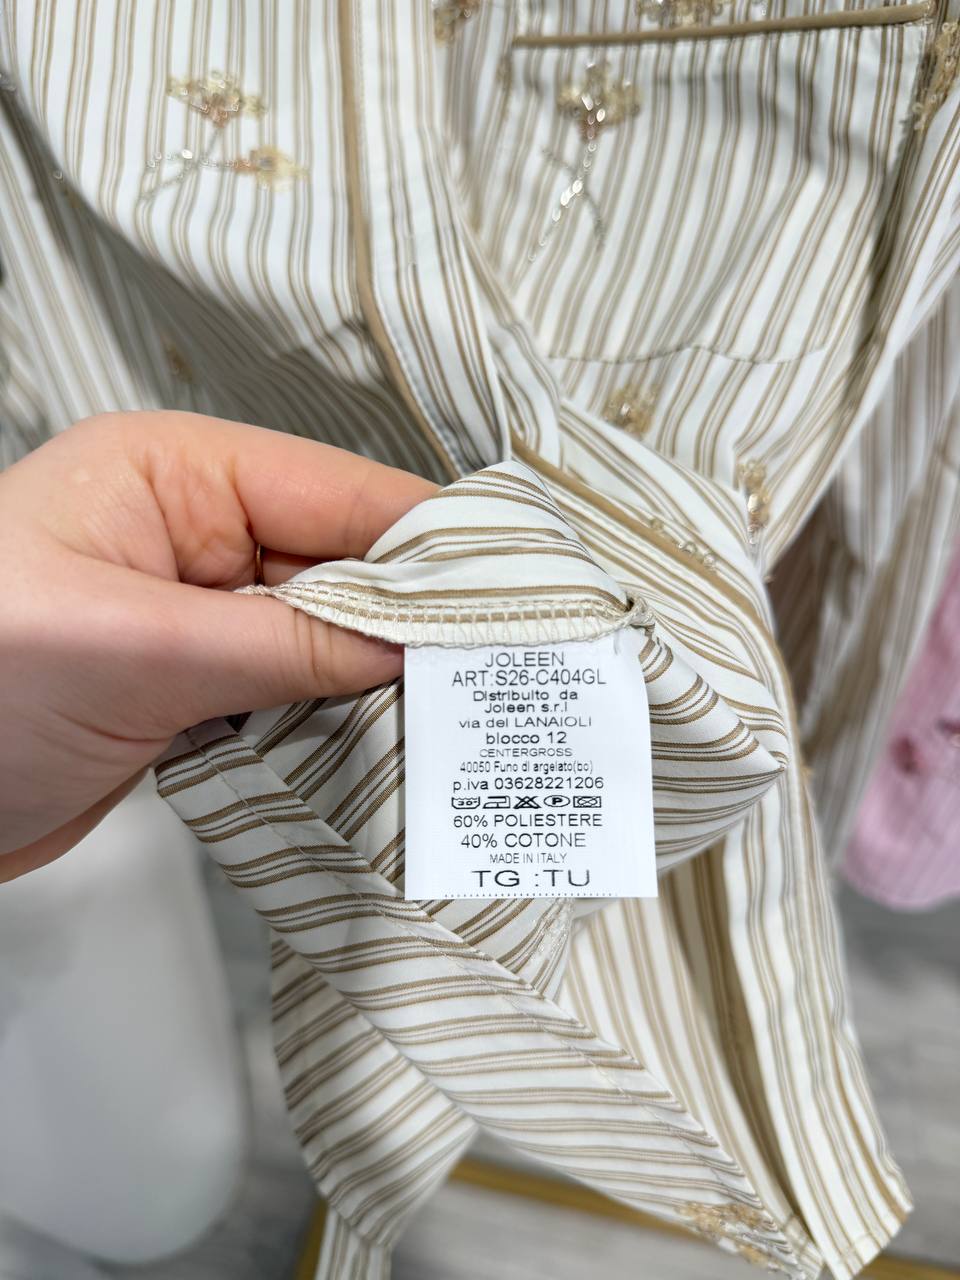 JOLEEN
ART:S26-C404GL
Distribuito da
Joleen s.r.l
via dei LANAIOLI
blocco 12
CENTERGROSS
40050 Funo di argelato(bo)
p.iva 03628221206
60% POLIESTERE
40% COTONE
MADE IN ITALY
TG :TU